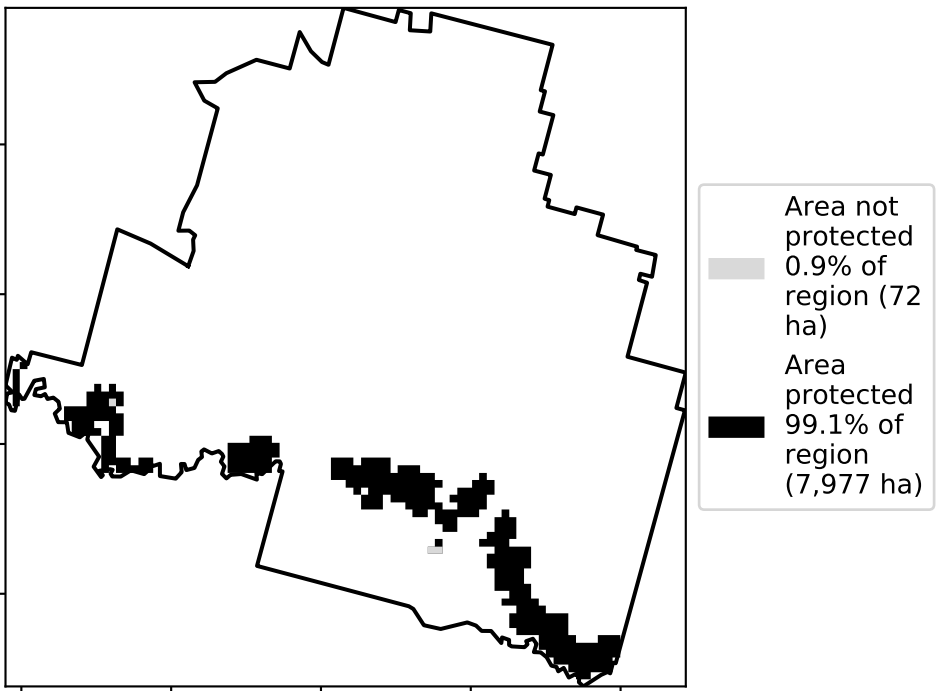 Area not
protected
0.9% of
region (72
ha)
Area
protected
99.1% of
region
(7,977 ha)